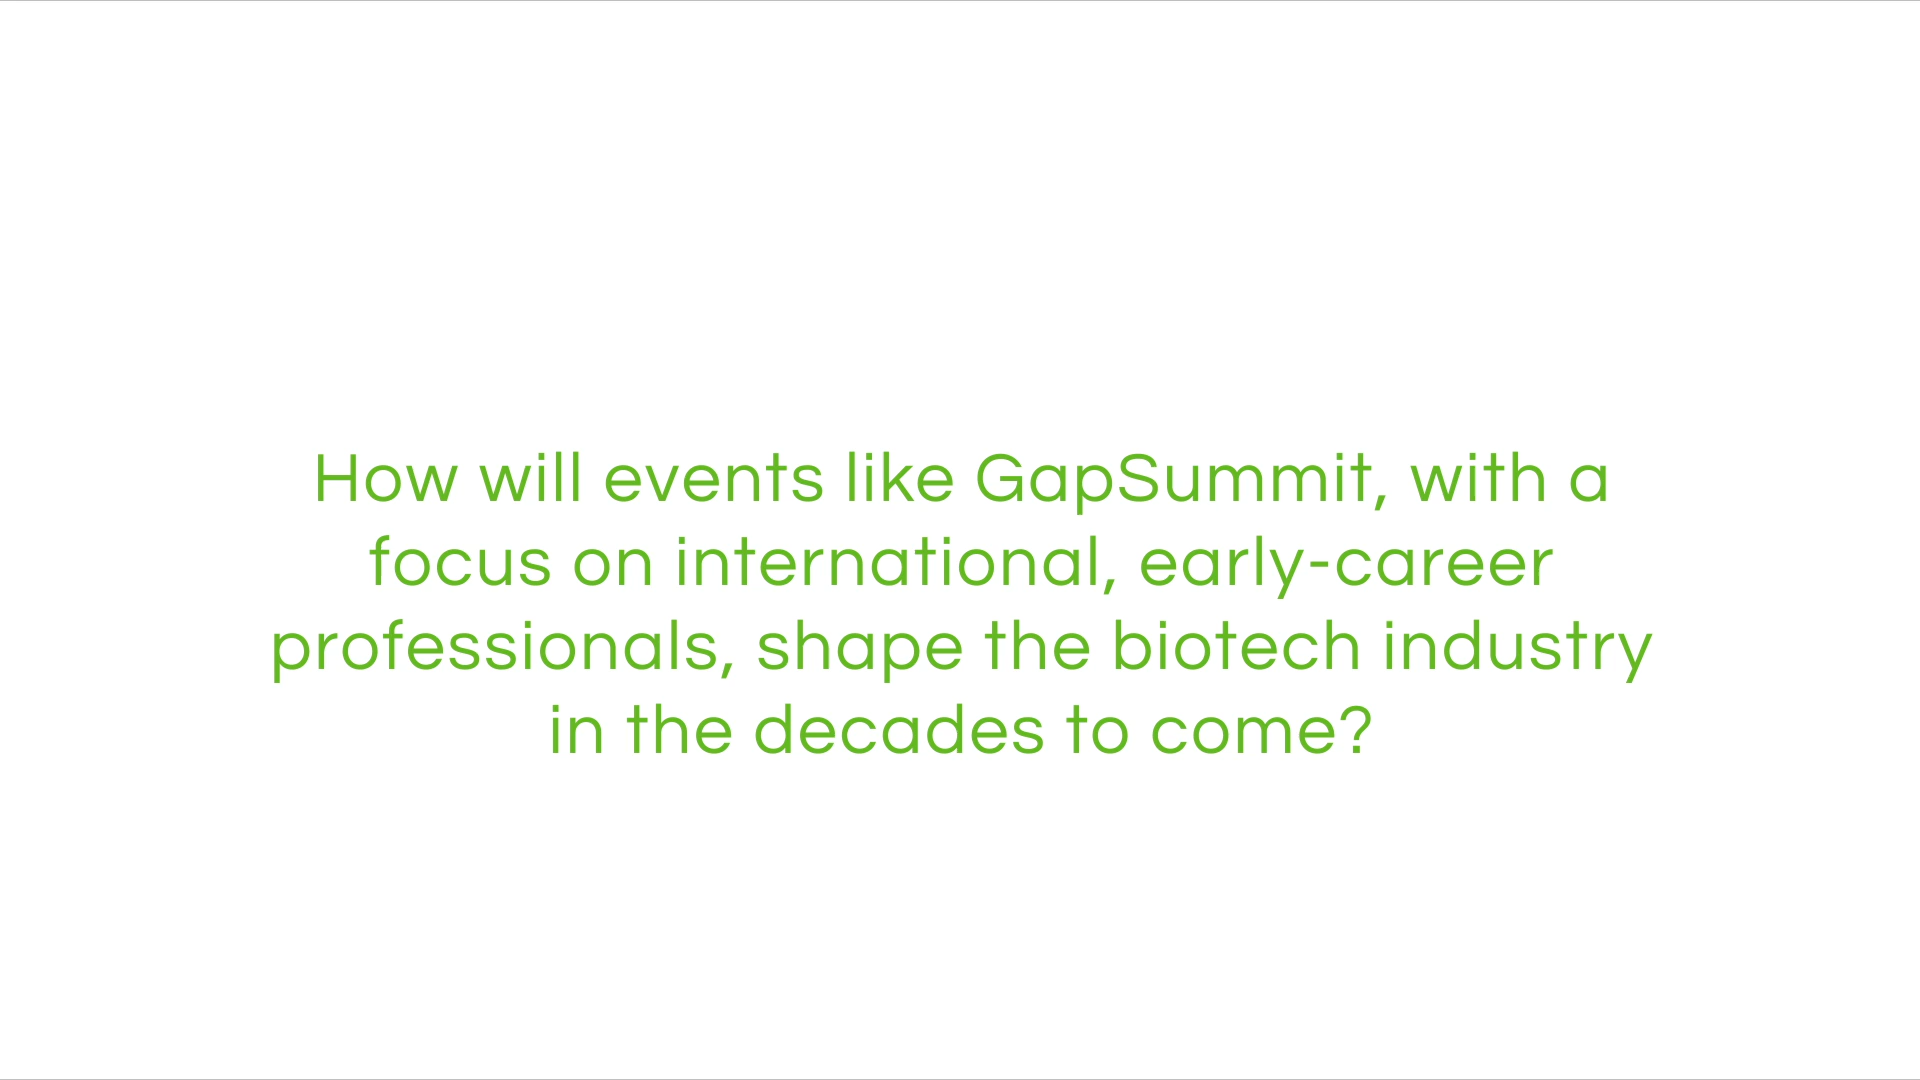 How will events like GapSummit, with a
focus on international, early-career
professionals, shape the biotech industry
in the decades to come?